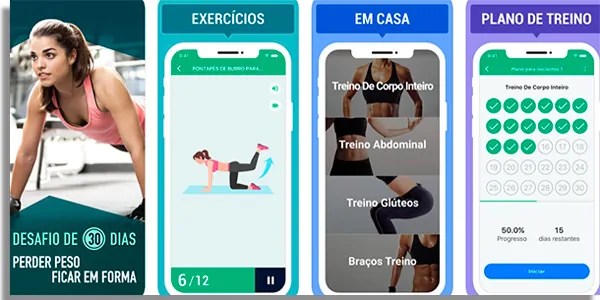 DESAFIO DE 30 DIAS
PERDER PESO
FICAR EM FORMA
EXERCÍCIOS
PONTAPÉS DE BURRO PARA...
6/12
EM CASA
Treino De Corpo Inteiro
Treino Abdominal
Treino Glúteos
Braços Treino
PLANO DE TREINO
Plano para iniciantes 1
Treino De Corpo Inteiro
16 17 18
19 20 21 22 23 24
25 26 27 28 29 30
50.0%
Progresso
15
dias restantes
Iniciar